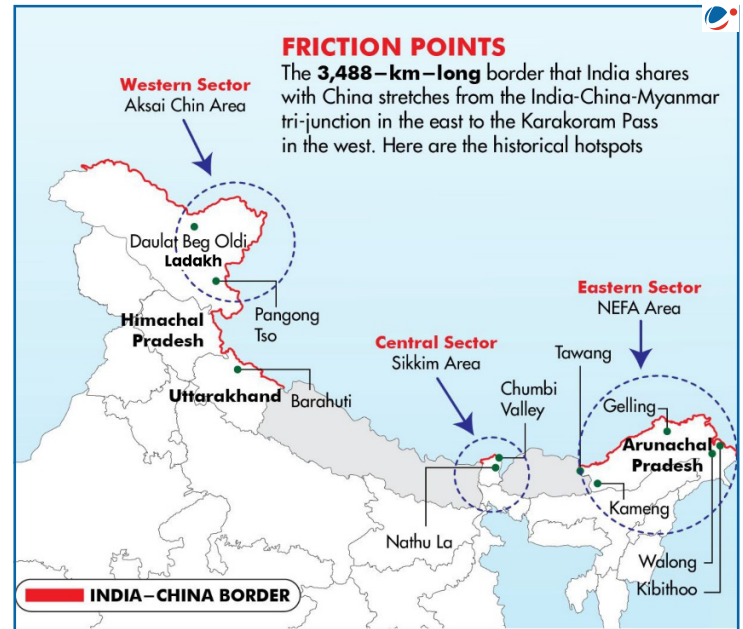 FRICTION POINTS
The 3,488–km–long border that India shares
with China stretches from the India-China-Myanmar
tri-junction in the east to the Karakoram Pass
in the west. Here are the historical hotspots
Western Sector
Aksai Chin Area
Daulat Beg Oldi
Ladakh
Pangong
Tso
Himachal
Pradesh
Uttarakhand
Barahuti
Central Sector
Sikkim Area
Chumbi
Valley
Nathu La
Eastern Sector
NEFA Area
Tawang
Gelling
Arunachal
Pradesh
Kameng
Walong
Kibithoo
INDIA–CHINA BORDER